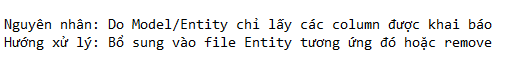 Nguyên nhân: Do Model/Entity chỉ lấy các column được khai báo
Hướng xử lý: Bổ sung vào file Entity tương ứng đó hoặc remove